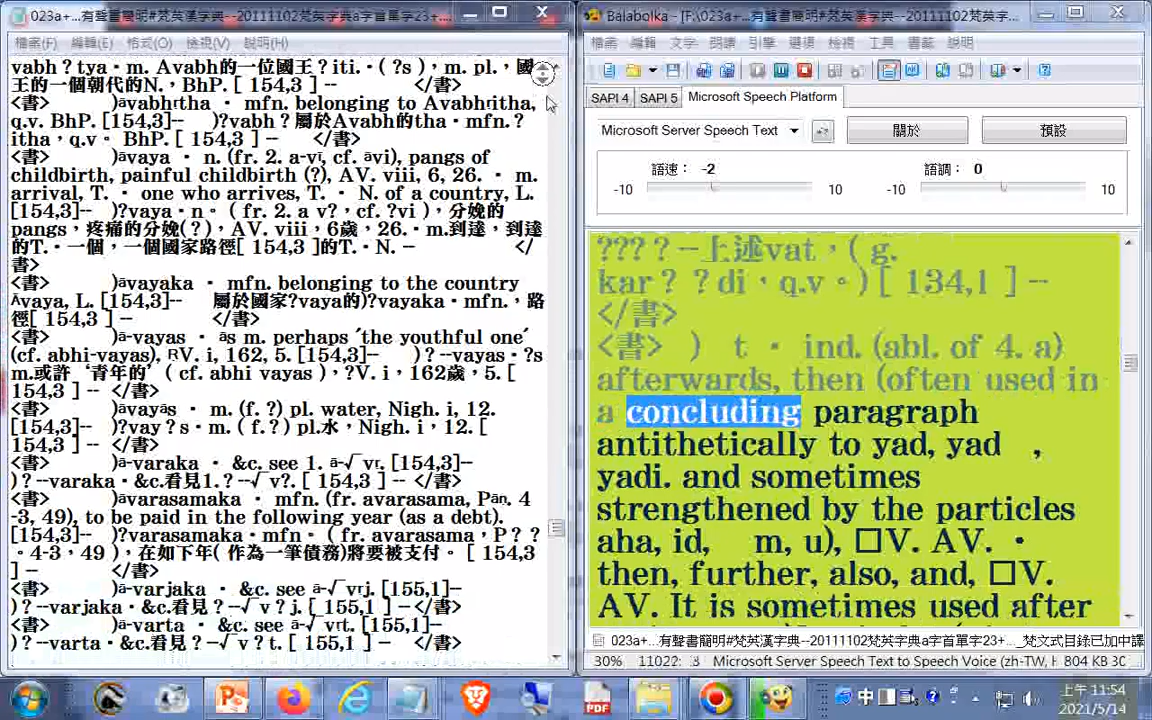 有聲書簡明#梵英漢字典--20111102梵英字典a字首單字23+...
檔案(F) 編輯(E) 格式(O) 檢視(V) 說明(H)
vabh ? tya・m. Avabh的一位國王？iti.・( ?s )，m. pl.，國
王的一個朝代的N.，BhP. [ 154,3 ] -- </書>
<書> )āvabhṛtha ・ mfn. belonging to Avabhṛitha,
q.v. BhP. [154,3]-- )?vabh ? 屬於Avabh的tha・mfn. ?
itha，q.v。 BhP. [ 154,3 ] -- </書>
<書> )āvaya ・ n. (fr. 2. a-vī, cf. āvi), pangs of
childbirth, painful childbirth (?), AV. viii, 6, 26. ・ m.
arrival, T. ・ one who arrives, T. ・ N. of a country, L.
[154,3]-- )?vaya・n。( fr. 2. a v?，cf. ?vi )，分娩的
pangs，疼痛的分娩( ? )，AV. viii，6歲，26.・m.到達，到達
的T.・一個，一個國家路徑[ 154,3 ]的T.・N. -- </
書>
<書> )āvayaka ・ mfn. belonging to the country
Āvaya, L. [154,3]-- 屬於國家?vaya的)?vayaka・mfn.，路
徑[ 154,3 ] -- </書>
<書> )āvayas ・ ās m. perhaps 'the youthful one'
(cf. abhi-vayas), ṚV. i, 162, 5. [154,3]-- )? --vayas・?s
m.或許‘青年的’( cf. abhi vayas )，?V. i，162歲，5. [
154,3 ] -- </書>
<書> )āvayās ・ m. (f. ?) pl. water, Nigh. i, 12.
[154,3]-- )?vay?s・m. ( f. ? ) pl.水，Nigh. i，12. [
154,3 ] -- </書>
<書> )ā-varaka ・ &c. see 1. ā-√ vṛ. [154,3]--
)? --varaka・&c.看見1. ?--√ v?. [ 154,3 ] -- </書>
<書> )āvarasamaka ・ mfn. (fr. avarasama, Pāṇ. 4
-3, 49), to be paid in the following year (as a debt).
[154,3]-- )?varasamaka・mfn。( fr. avarasama，P ? ?
。4-3，49 )，在如下年( 作為一筆債務)將要被支付。 [ 154,3
] -- </書>
<書> )ā-varjaka ・ &c. see ā-√ vṛj. [155,1]--
)? --varjaka・&c.看見 ? --√ v ? j. [ 155,1 ] -- </書>
<書> )ā-varta ・ &c. see ā-√ vṛt. [155,1]--
)? --varta・&c.看見 ? --√ v ? t. [ 155,1 ] -- </書>
Balabolka - [F:\023a+...有聲書簡明#梵英漢字典--20111102梵英字...
檔案 編輯 文字 朗讀 引擎 選項 檢視 工具 書籤 說明
SAPI 4 SAPI 5 Microsoft Speech Platform
Microsoft Server Speech Text 關於 預設
語速： -2 語調： 0
-10 10 -10 10
??? ? --上述vat，( g.
kar ? ? di，q.v。) [ 134,1 ] --
</書>
<書> ) t ・ ind. (abl. of 4. a)
afterwards, then (often used in
a concluding paragraph
antithetically to yad, yad ,
yadi. and sometimes
strengthened by the particles
aha, id, m, u), □V. AV. ・
then, further, also, and, □V.
AV. It is sometimes used after
023a+...有聲書簡明#梵英漢字典--20111102梵英字典a字首單字23+..._梵文式目錄已加中譯
30% 11022: 3 Microsoft Server Speech Text to Speech Voice (zh-TW, H 804 KB 30
中
上午 11:54
2021/5/14